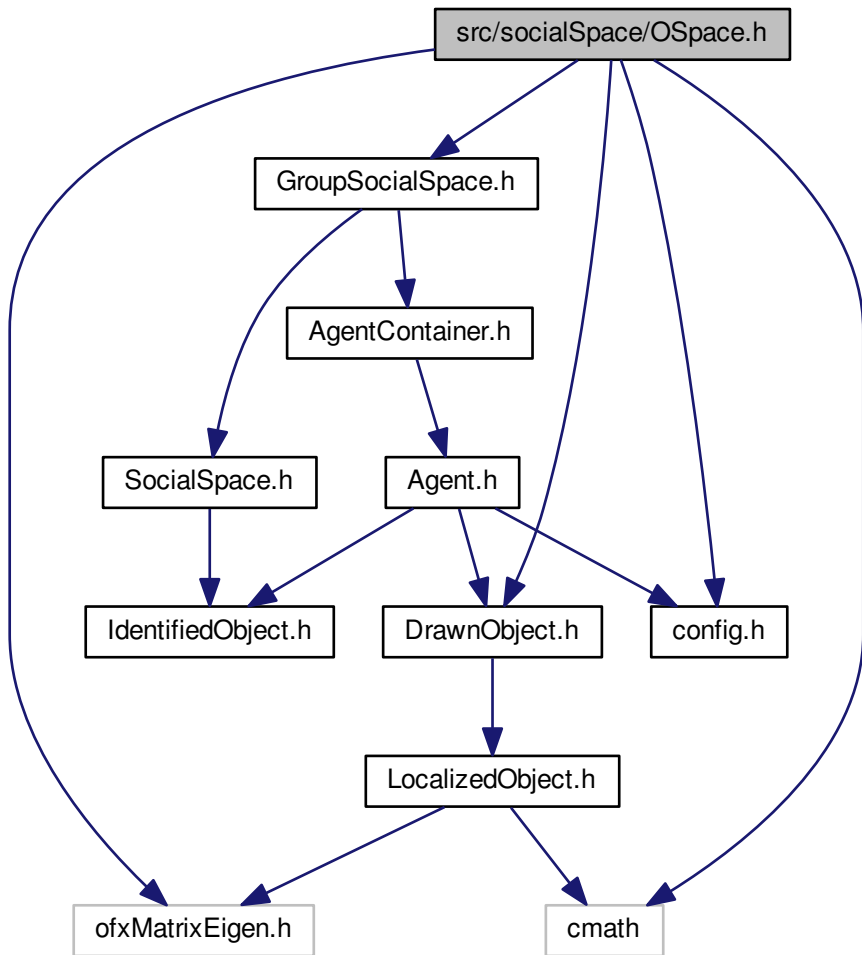 src/socialSpace/OSpace.h
GroupSocialSpace.h
AgentContainer.h
SocialSpace.h
Agent.h
IdentifiedObject.h
DrawnObject.h
config.h
LocalizedObject.h
ofxMatrixEigen.h
cmath